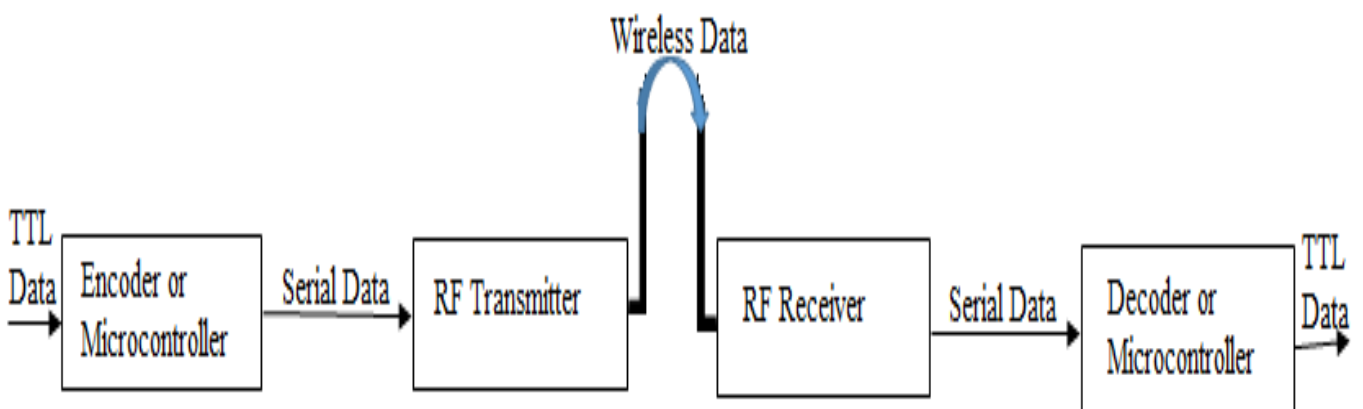 Wireless Data
TTL
Data
Encoder or
Microcontroller
Serial Data
RF Transmitter
RF Receiver
Serial Data
Decoder or
Microcontroller
TTL
Data